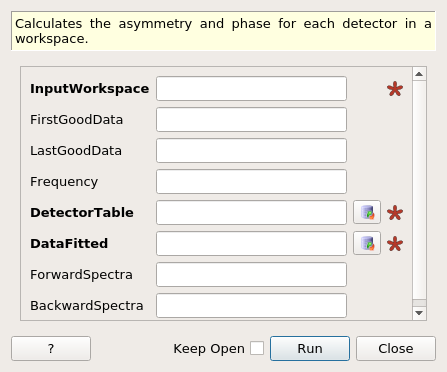 Calculates the asymmetry and phase for each detector in a
workspace.
InputWorkspace
FirstGoodData
LastGoodData
Frequency
DetectorTable
DataFitted
ForwardSpectra
BackwardSpectra
? Keep Open Run Close